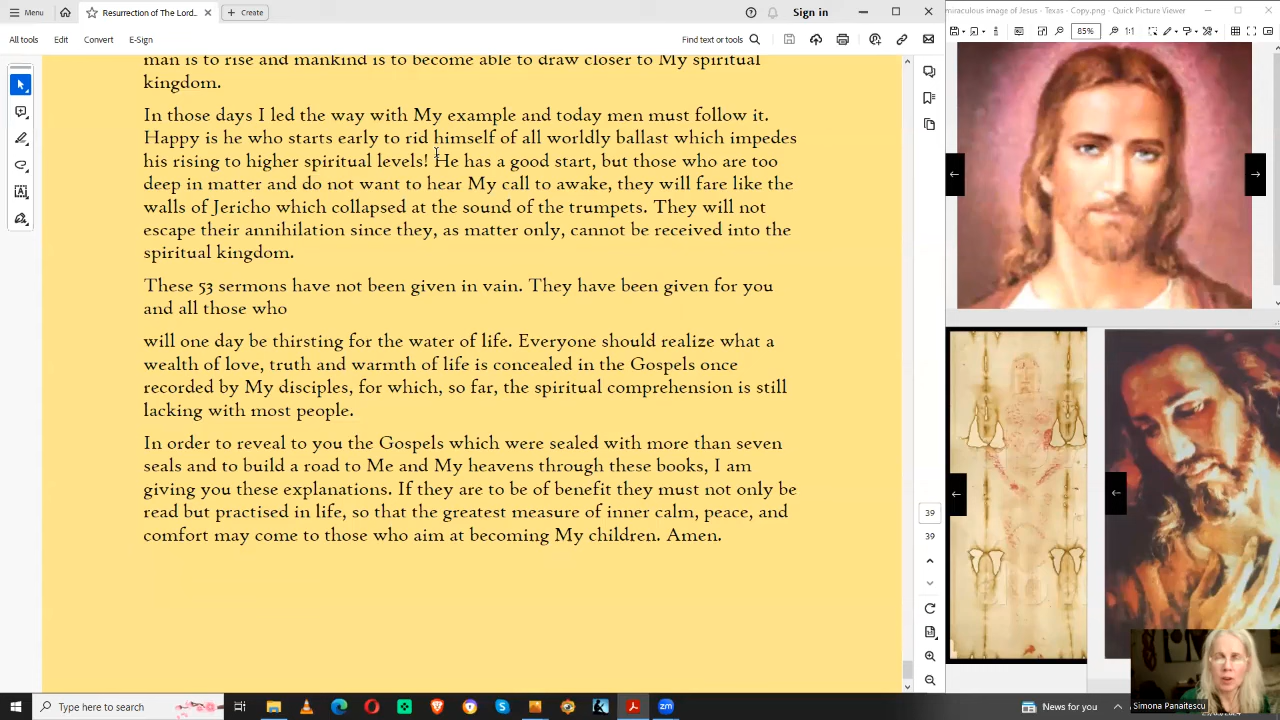 Menu
Resurrection of The Lord...
Create
Sign in
All tools
Edit
Convert
E-Sign
Find text or tools
man is to rise and mankind is to become able to draw closer to My spiritual
kingdom.
In those days I led the way with My example and today men must follow it.
Happy is he who starts early to rid himself of all worldly ballast which impedes
his rising to higher spiritual levels! He has a good start, but those who are too
deep in matter and do not want to hear My call to awake, they will fare like the
walls of Jericho which collapsed at the sound of the trumpets. They will not
escape their annihilation since they, as matter only, cannot be received into the
spiritual kingdom.
These 53 sermons have not been given in vain. They have been given for you
and all those who
will one day be thirsting for the water of life. Everyone should realize what a
wealth of love, truth and warmth of life is concealed in the Gospels once
recorded by My disciples, for which, so far, the spiritual comprehension is still
lacking with most people.
In order to reveal to you the Gospels which were sealed with more than seven
seals and to build a road to Me and My heavens through these books, I am
giving you these explanations. If they are to be of benefit they must not only be
read but practised in life, so that the greatest measure of inner calm, peace, and
comfort may come to those who aim at becoming My children. Amen.
39
39
miraculous image of Jesus - Texas - Copy.png - Quick Picture Viewer
85%
1:1
Simona Panaitescu
Type here to search
News for you